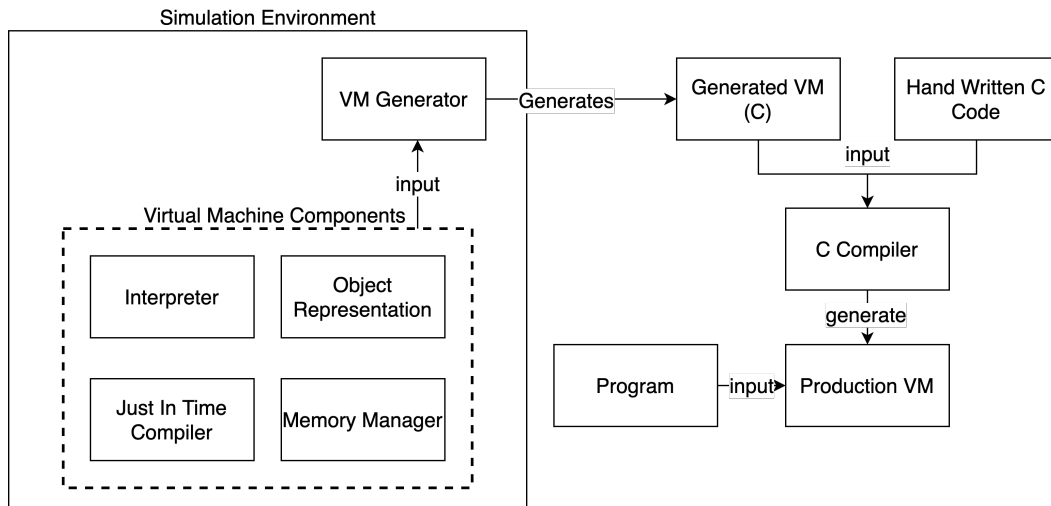 Simulation Environment
VM Generator
Generates
Generated VM
(C)
Hand Written C
Code
input
input
Virtual Machine Components
C Compiler
Interpreter
Object
Representation
generate
Just In Time
Compiler
Memory Manager
Program
input
Production VM